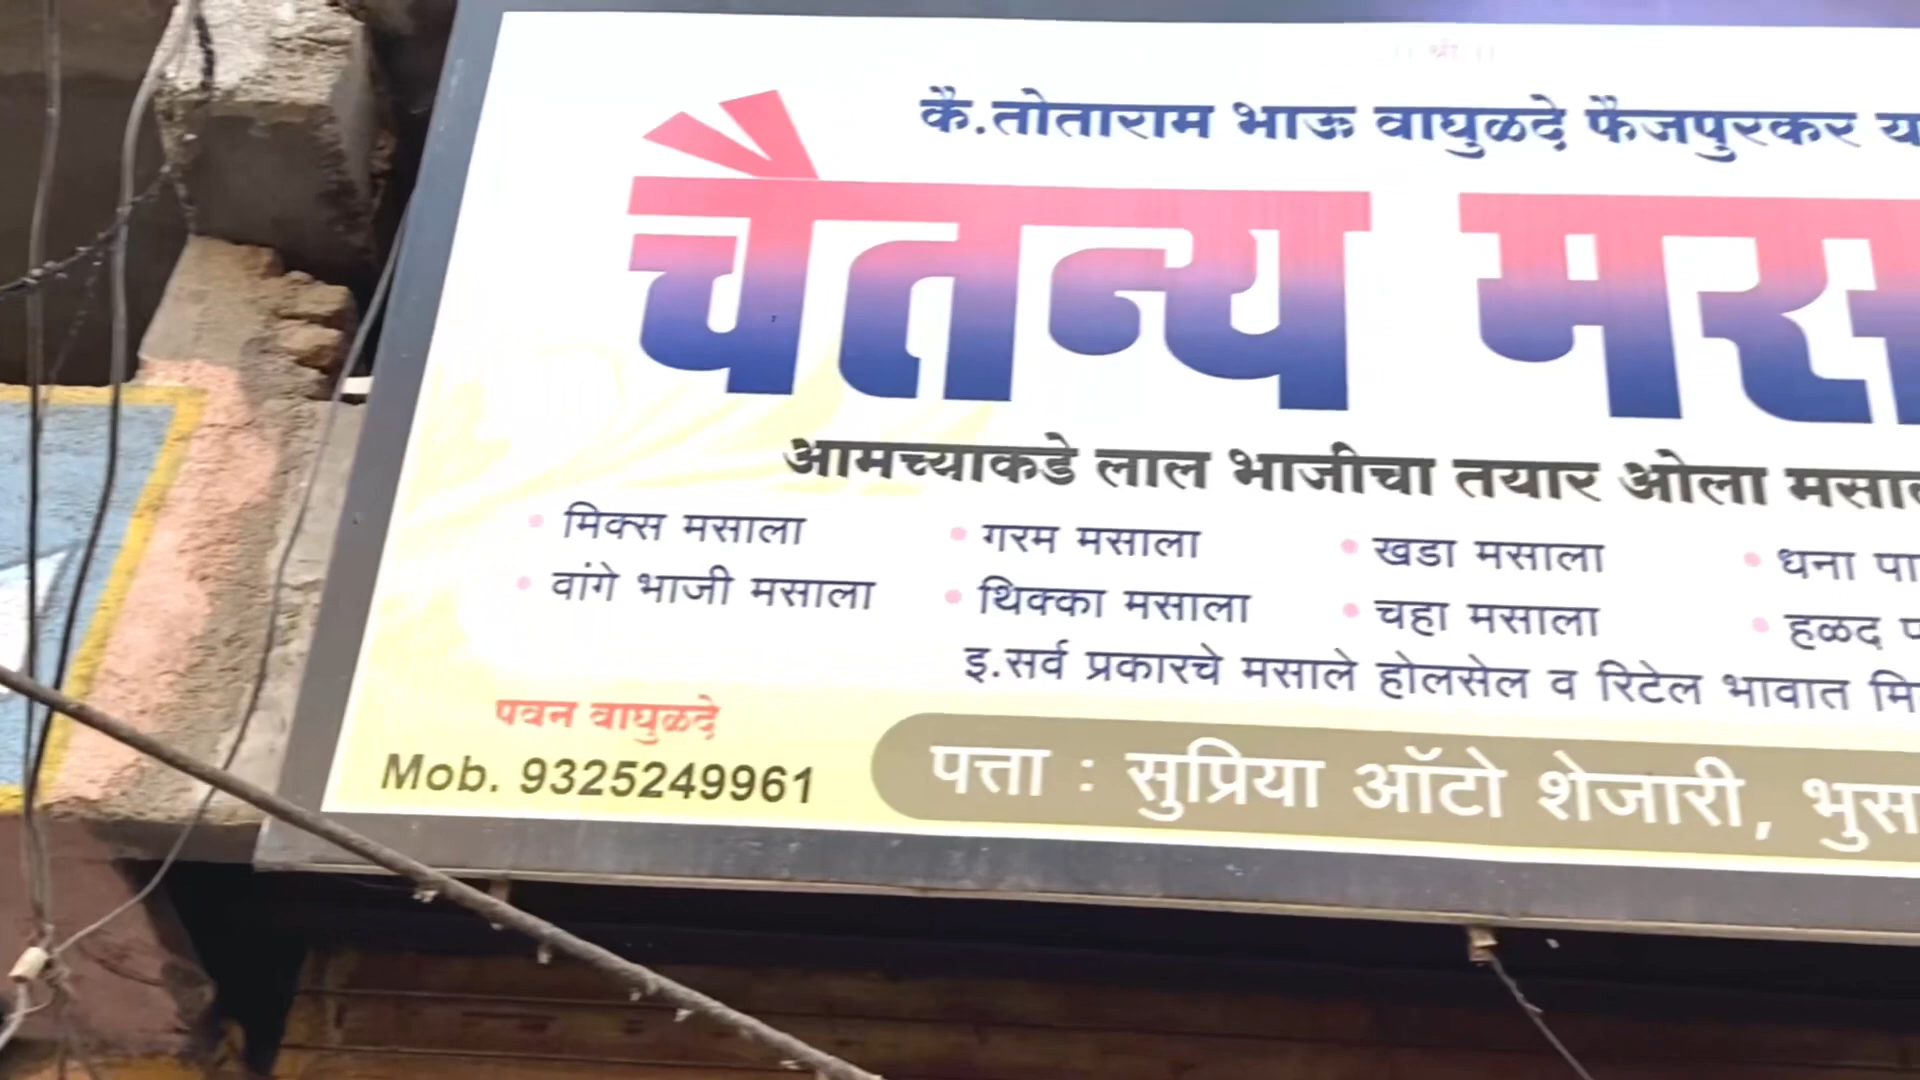 ।। श्री ।।
कै.तोताराम भाऊ वाघुळदे फैजपुरकर
चैतन्य
आमच्याकडे लाल भाजीचा तयार ओला
• मिक्स मसाला • गरम मसाला • खडा मसाला • धना
• वांगे भाजी मसाला • थिक्का मसाला • चहा मसाला • हळद
इ.सर्व प्रकारचे मसाले होलसेल व रिटेल भावात
पवन वाघुळदे
Mob. 9325249961
पत्ता : सुप्रिया ऑटो शेजारी,